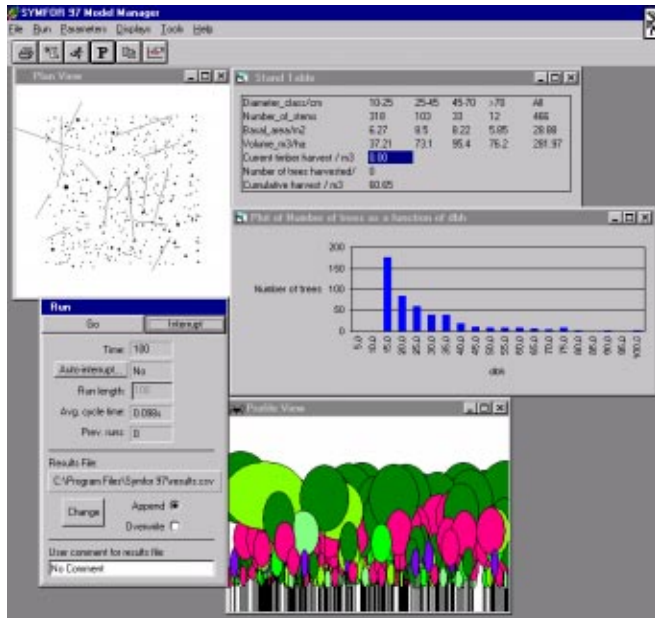 SYMFOR 97 Model Manager
File Run Parameters Displays Tools Help
P
Plan View
Stand Table
Diameter_class/cm 10-25 25-45 45-70 >70 All
Number_of_stems 318 103 33 12 466
Basal_area/m2 6.27 8.5 8.22 5.85 28.88
Volume_m3/ha 37.21 73.1 95.4 76.2 281.97
Current timber harvest / m3 0.00
Number of trees harvested/ 0
Cumulative harvest / m3 60.65
Plot of Number of trees as a function of dbh
Number of trees
200
150
100
50
0
5.0 10.0 15.0 20.0 25.0 30.0 35.0 40.0 45.0 50.0 55.0 60.0 65.0 70.0 75.0 80.0 85.0 90.0 95.0 100.0
dbh
Run
Go Interrupt
Time: 100
Auto-interrupt... No
Run length: 100
Avg. cycle time: 0.098s
Prev. runs: 0
Results File:
C:\Program Files\Symfor 97\results.csv
Change
Append
Overwrite
User comment for results file:
No Comment
Profile View